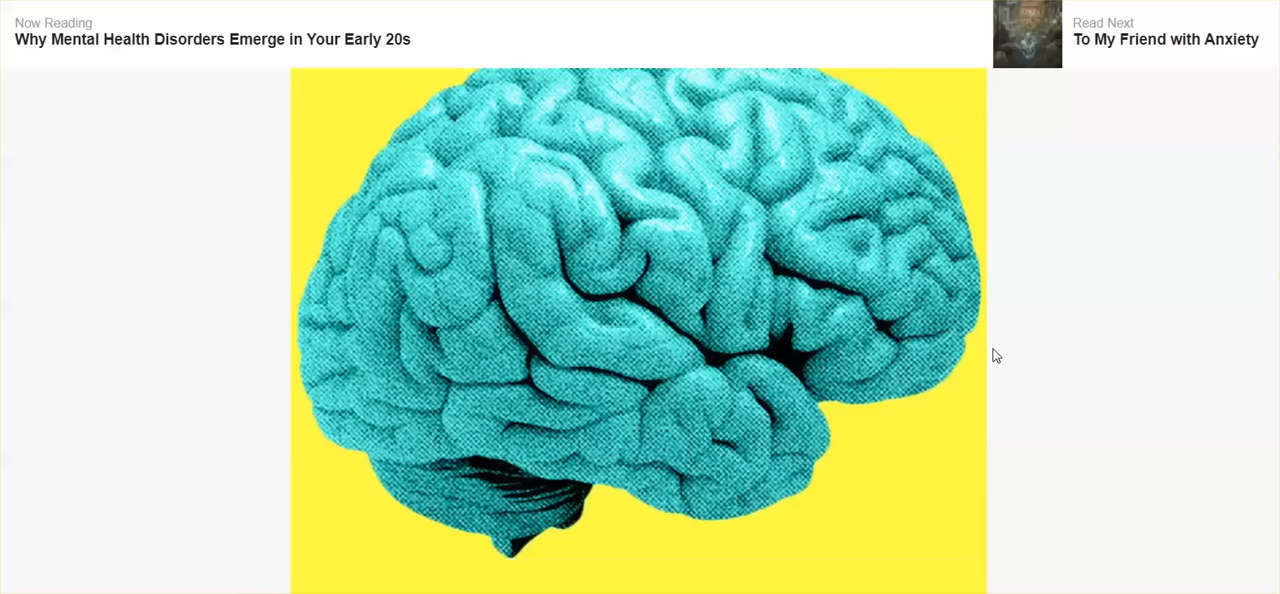 Now Reading
Why Mental Health Disorders Emerge in Your Early 20s
Read Next
To My Friend with Anxiety